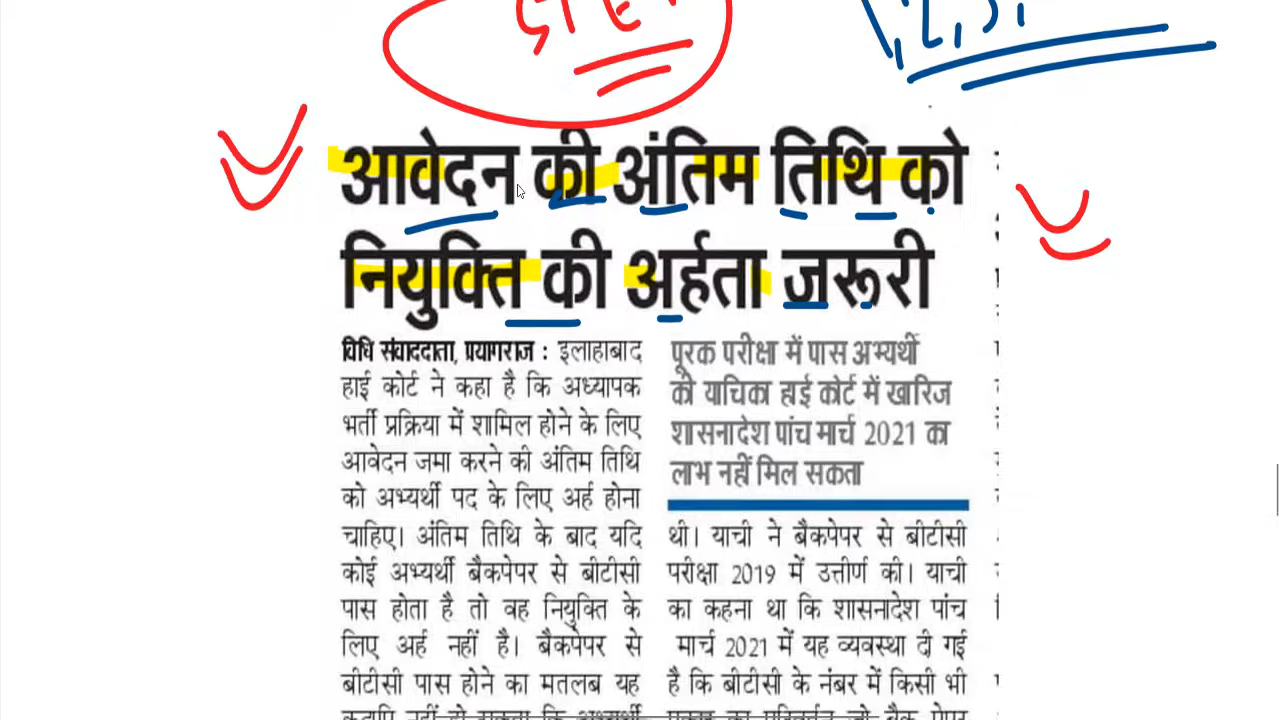 आवेदन की अंतिम तिथि को
नियुक्ति की अर्हता जरूरी
विधि संवाददाता, प्रयागराज : इलाहाबाद
हाई कोर्ट ने कहा है कि अध्यापक
भर्ती प्रक्रिया में शामिल होने के लिए
आवेदन जमा करने की अंतिम तिथि
को अभ्यर्थी पद के लिए अर्ह होना
चाहिए। अंतिम तिथि के बाद यदि
कोई अभ्यर्थी बैकपेपर से बीटीसी
पास होता है तो वह नियुक्ति के
लिए अर्ह नहीं है। बैकपेपर से
बीटीसी पास होने का मतलब यह
पूरक परीक्षा में पास अभ्यर्थी
की याचिका हाई कोर्ट में खारिज
शासनादेश पांच मार्च 2021 का
लाभ नहीं मिल सकता
थी। याची ने बैकपेपर से बीटीसी
परीक्षा 2019 में उत्तीर्ण की। याची
का कहना था कि शासनादेश पांच
मार्च 2021 में यह व्यवस्था दी गई
है कि बीटीसी के नंबर में किसी भी